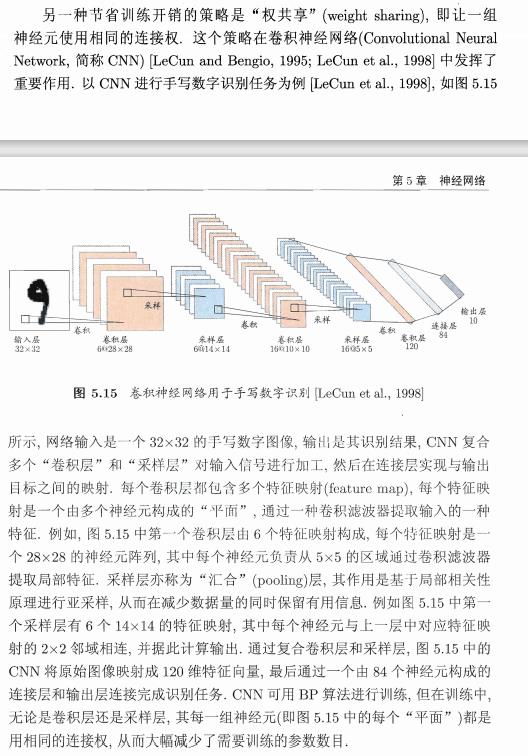 另一种节省训练开销的策略是“权共享”(weight sharing), 即让一组
神经元使用相同的连接权. 这个策略在卷积神经网络(Convolutional Neural
Network, 简称 CNN) [LeCun and Bengio, 1995; LeCun et al., 1998] 中发挥了
重要作用. 以 CNN 进行手写数字识别任务为例 [LeCun et al., 1998], 如图 5.15
第 5 章 神经网络
输入层
32×32
卷积
卷积层
6@28×28
采样
采样层
6@14×14
卷积
卷积层
16@10×10
采样
采样层
16@5×5
卷积
卷积层
120
连接层
84
输出层
10
图 5.15 卷积神经网络用于手写数字识别 [LeCun et al., 1998]
所示, 网络输入是一个 32×32 的手写数字图像, 输出是其识别结果, CNN 复合
多个“卷积层”和“采样层”对输入信号进行加工, 然后在连接层实现与输出
目标之间的映射. 每个卷积层都包含多个特征映射(feature map), 每个特征映
射是一个由多个神经元构成的“平面”, 通过一种卷积滤波器提取输入的一种
特征. 例如, 图 5.15 中第一个卷积层由 6 个特征映射构成, 每个特征映射是一
个 28×28 的神经元阵列, 其中每个神经元负责从 5×5 的区域通过卷积滤波器
提取局部特征. 采样层亦称为“汇合”(pooling)层, 其作用是基于局部相关性
原理进行亚采样, 从而在减少数据量的同时保留有用信息. 例如图 5.15 中第一
个采样层有 6 个 14×14 的特征映射, 其中每个神经元与上一层中对应特征映
射的 2×2 邻域相连, 并据此计算输出. 通过复合卷积层和采样层, 图 5.15 中的
CNN 将原始图像映射成 120 维特征向量, 最后通过一个由 84 个神经元构成的
连接层和输出层连接完成识别任务. CNN 可用 BP 算法进行训练, 但在训练中,
无论是卷积层还是采样层, 其每一组神经元(即图 5.15 中的每个“平面”)都是
用相同的连接权, 从而大幅减少了需要训练的参数数目.